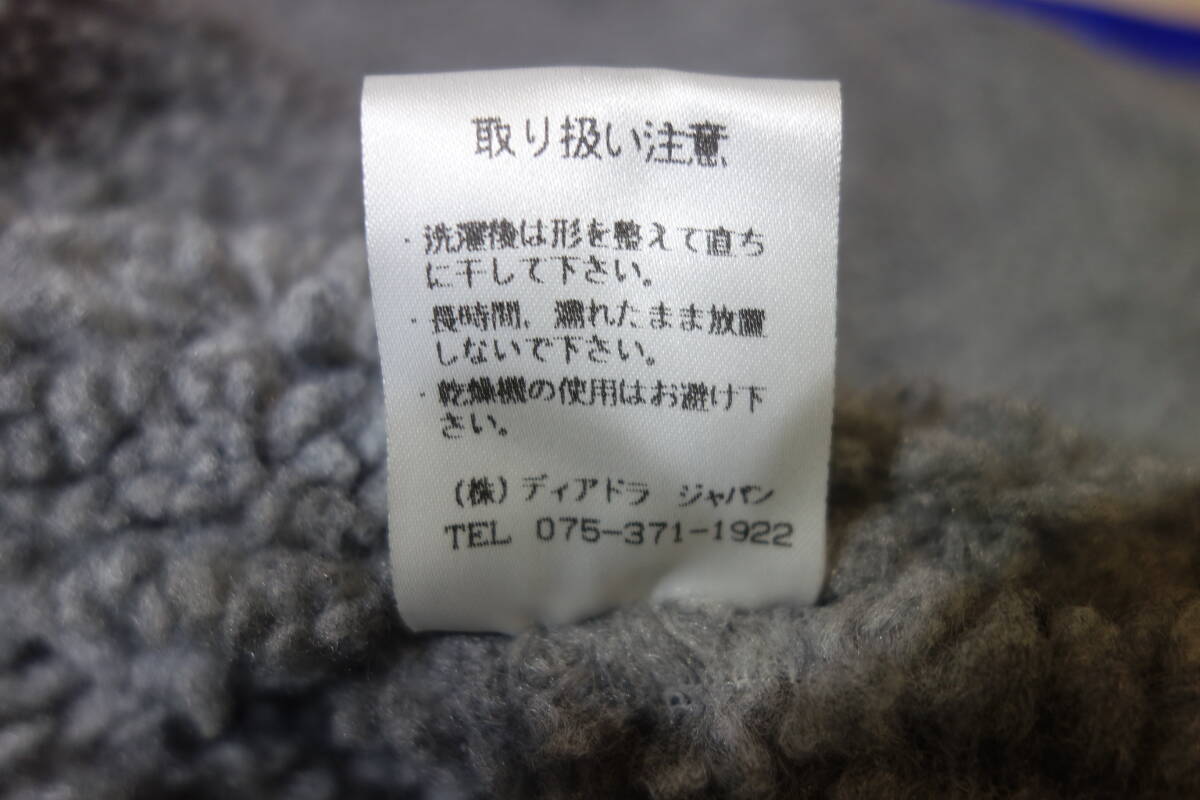 取り扱い注意
・洗濯後は形を整えて直ち
に干して下さい。
・長時間、濡れたまま放置
しないで下さい。
・乾燥機の使用はお避け下
さい。
(株)ディアドラ ジャパン
TEL 075-371-1922